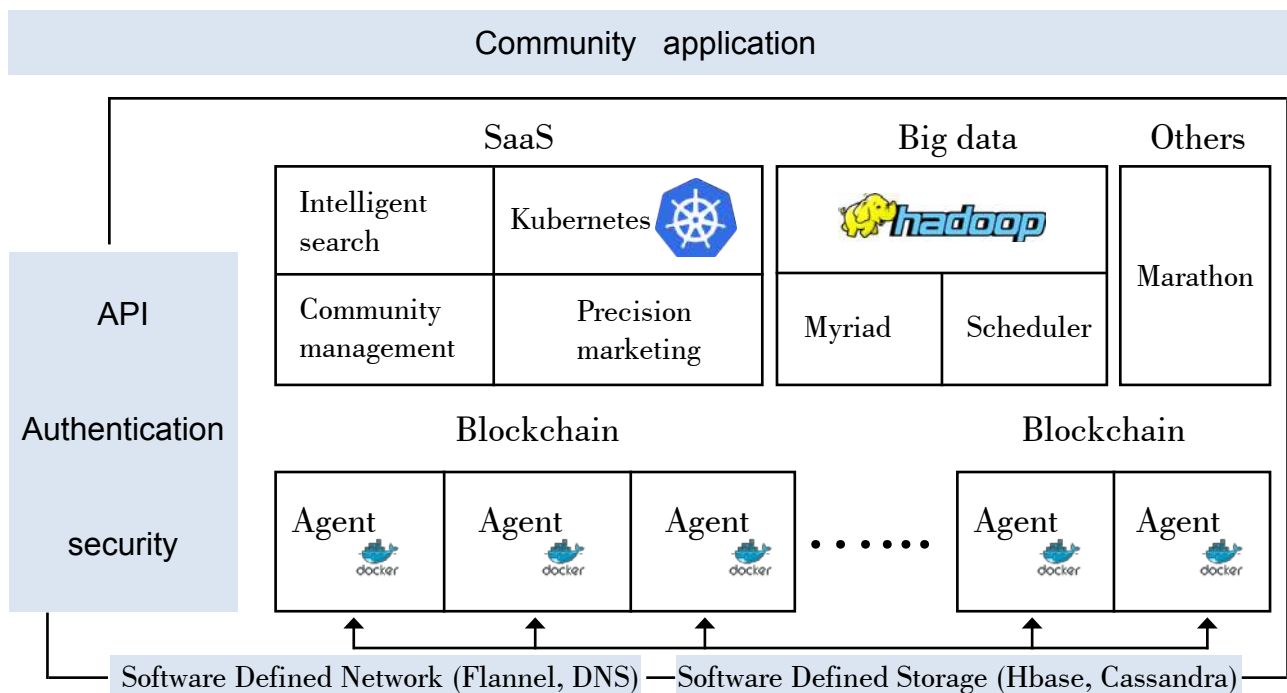 Community application
SaaS
Big data
Others
Intelligent
search
Kubernetes
hadoop
Marathon
Community
management
Precision
marketing
Myriad
Scheduler
API
Authentication
security
Blockchain
Blockchain
Agent
docker
Agent
docker
Agent
docker
......
Agent
docker
Agent
docker
Software Defined Network (Flannel, DNS)
Software Defined Storage (Hbase, Cassandra)